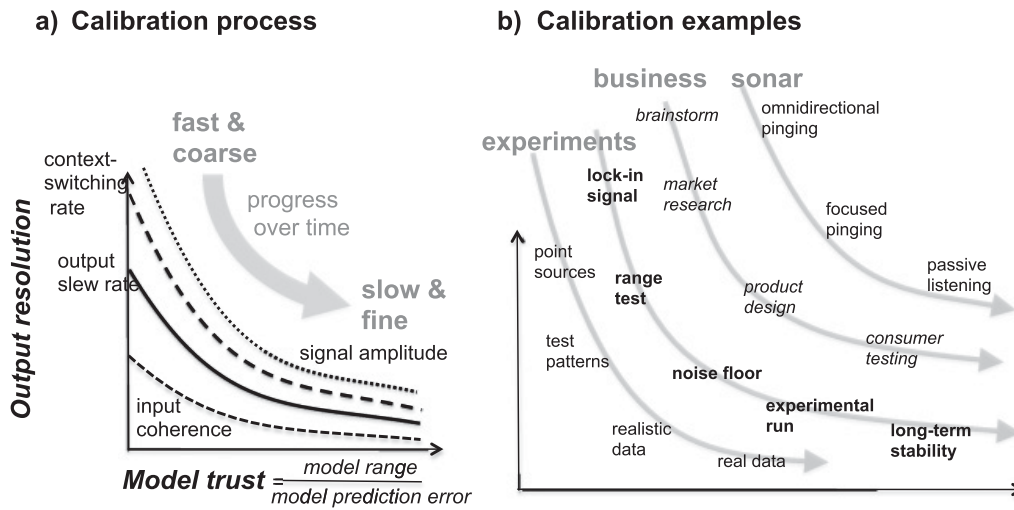 a) Calibration process
fast &
coarse
context-
switching
rate
progress
over time
output
slew rate
slow &
fine
signal amplitude
input
coherence
Output resolution
Model trust = model range
model prediction error
b) Calibration examples
business
sonar
experiments
brainstorm
omnidirectional
pinging
lock-in
signal
market
research
focused
pinging
point
sources
range
test
product
design
passive
listening
test
patterns
consumer
testing
noise floor
realistic
data
experimental
run
real data
long-term
stability